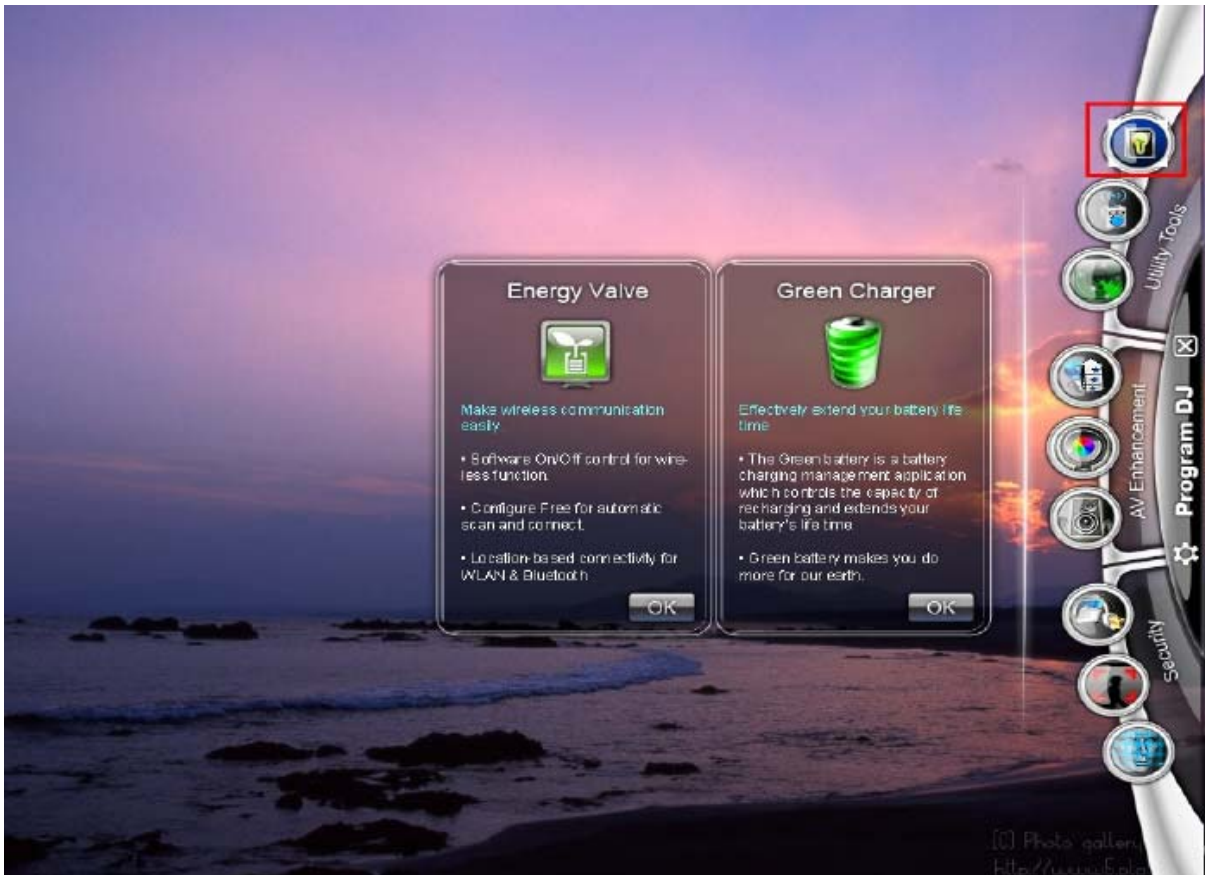 Energy Valve
Make wireless communication
easily
• Software On/Off control for wire-
less function.
• Configure Free for automatic
scan and connect.
• Location-based connectivity for
WLAN & Bluetooth
OK
Green Charger
Effectively extend your battery life
time
• The Green battery is a battery
charging management application
which controls the capacity of
recharging and extends your
battery's life time
• Green battery makes you do
more for our earth.
OK
Utility Tools
AV Enhancement
Security
Program DJ
[C] Photo gallery